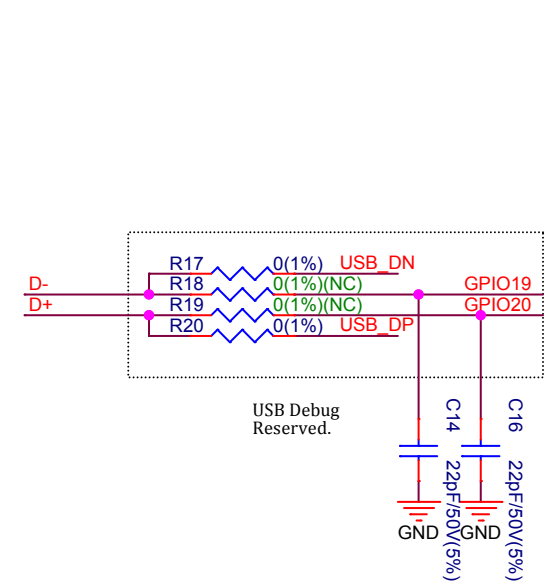 R17 0(1%) USB_DN
D- R18 0(1%)(NC) GPIO19
D+ R19 0(1%)(NC) GPIO20
R20 0(1%) USB_DP
USB Debug
Reserved.
C14 22pF/50V(5%)
C16 22pF/50V(5%)
GND GND